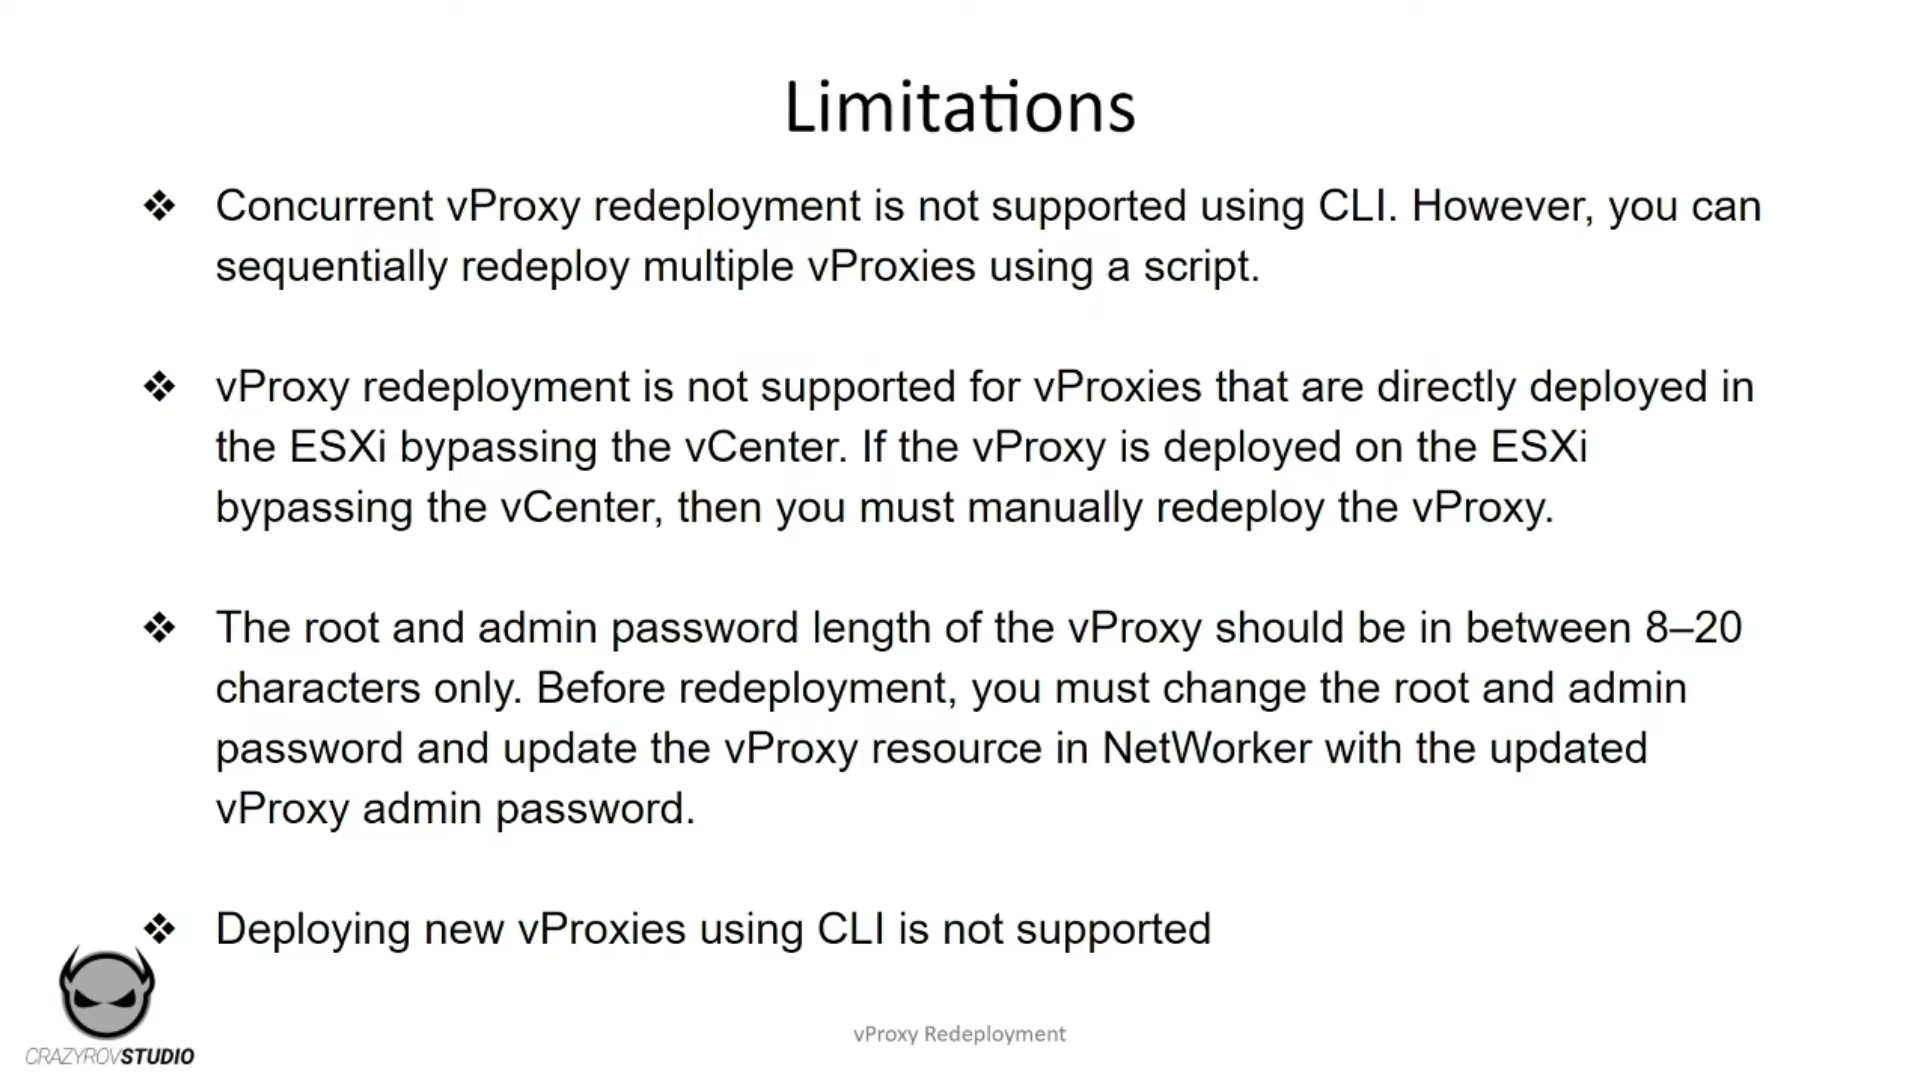 Limitations
❖ Concurrent vProxy redeployment is not supported using CLI. However, you can
sequentially redeploy multiple vProxies using a script.
❖ vProxy redeployment is not supported for vProxies that are directly deployed in
the ESXi bypassing the vCenter. If the vProxy is deployed on the ESXi
bypassing the vCenter, then you must manually redeploy the vProxy.
❖ The root and admin password length of the vProxy should be in between 8–20
characters only. Before redeployment, you must change the root and admin
password and update the vProxy resource in NetWorker with the updated
vProxy admin password.
❖ Deploying new vProxies using CLI is not supported
vProxy Redeployment
CRAZYROVSTUDIO